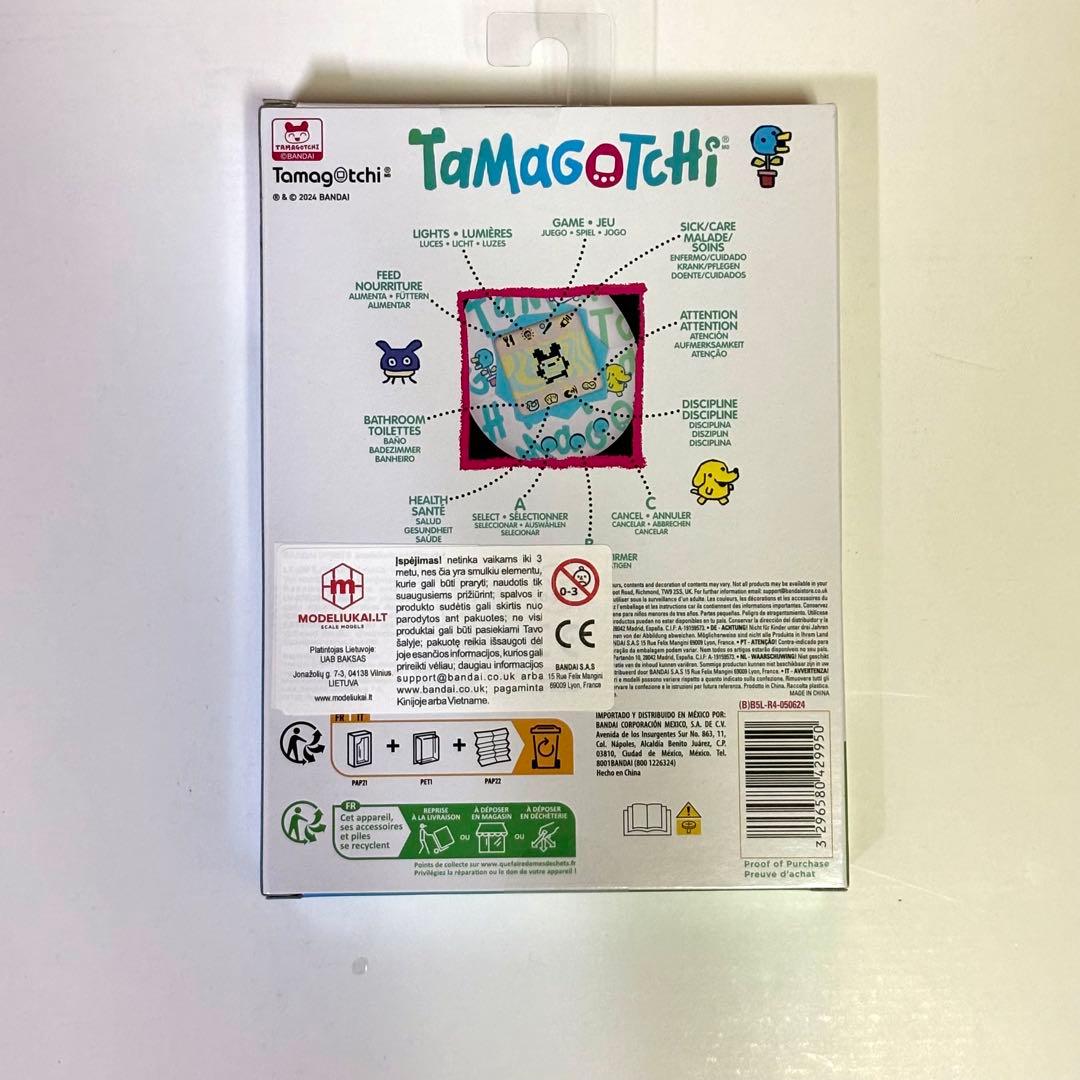 TAMAGOTCHI
©BANDAI
Tamagotchi
® & © 2024 BANDAI
TaMaGoTcHi
LIGHTS • LUMIÈRES
LUCES • LICHT • LUZES
GAME • JEU
JUEGO • SPIEL • JOGO
SICK/CARE
MALADE/
SOINS
ENFERMO/CUIDADO
KRANK/PFLEGEN
DOENTE/CUIDADOS
FEED
NOURRITURE
ALIMENTA • FÜTTERN
ALIMENTAR
ATTENTION
ATTENTION
ATENCIÓN
AUFMERKSAMKEIT
ATENÇÃO
BATHROOM
TOILETTES
BAÑO
BADEZIMMER
BANHEIRO
DISCIPLINE
DISCIPLINE
DISCIPLINA
DISZIPLIN
DISCIPLINA
HEALTH
SANTÉ
SALUD
GESUNDHEIT
SAÚDE
A
SELECT • SÉLECTIONNER
SELECCIONAR • AUSWÄHLEN
SELECIONAR
C
CANCEL • ANNULER
CANCELAR • ABBRECHEN
CANCELAR
m
MODELIUKAI.LT
SCALE MODELS
Platintojas Lietuvoje:
UAB BAKSAS
Jonažolių g. 7-3, 04138 Vilnius
LIETUVA
www.modeliukai.lt
Įspėjimas! netinka vaikams iki 3
metu, nes čia yra smulkiu elementu,
kurie gali būti praryti; naudotis tik
suaugusiems prižiūrint; spalvos ir
produkto sudėtis gali skirtis nuo
parodytos ant pakuotes; ne visi
produktai gali būti pasiekiami Tavo
šalyje; pakuotę reikia išsaugoti dėl
joje esančios informacijos, kurios gali
prireikti vėliau; daugiau informacijos
support@bandai.co.uk arba
www.bandai.co.uk; pagaminta
Kinijoje arba Vietname.
0-3
CE
BANDAI S.A.S
15 Rue Felix Mangini
69009 Lyon, France
MADE IN CHINA
(B)B5L-R4-050624
FR IT
+ +
PAP21 PET1 PAP22
IMPORTADO Y DISTRIBUIDO EN MÉXICO POR:
BANDAI CORPORACIÓN MEXICO, S.A. DE C.V.
Avenida de los Insurgentes Sur No. 863, 11,
Col. Nápoles, Alcaldía Benito Juárez, C.P.
03810, Ciudad de México, México. Tel.
8001BANDAI (800 1226324)
Hecho en China
FR
Cet appareil,
ses accessoires
et piles
se recyclent
REPRISE
À LA LIVRAISON
OU
À DÉPOSER
EN MAGASIN
OU
À DÉPOSER
EN DÉCHÈTERIE
Points de collecte sur www.quefairedemesdechets.fr
Privilégiez la réparation ou le don de votre appareil !
3 296580 429950
Proof of Purchase
Preuve d'achat